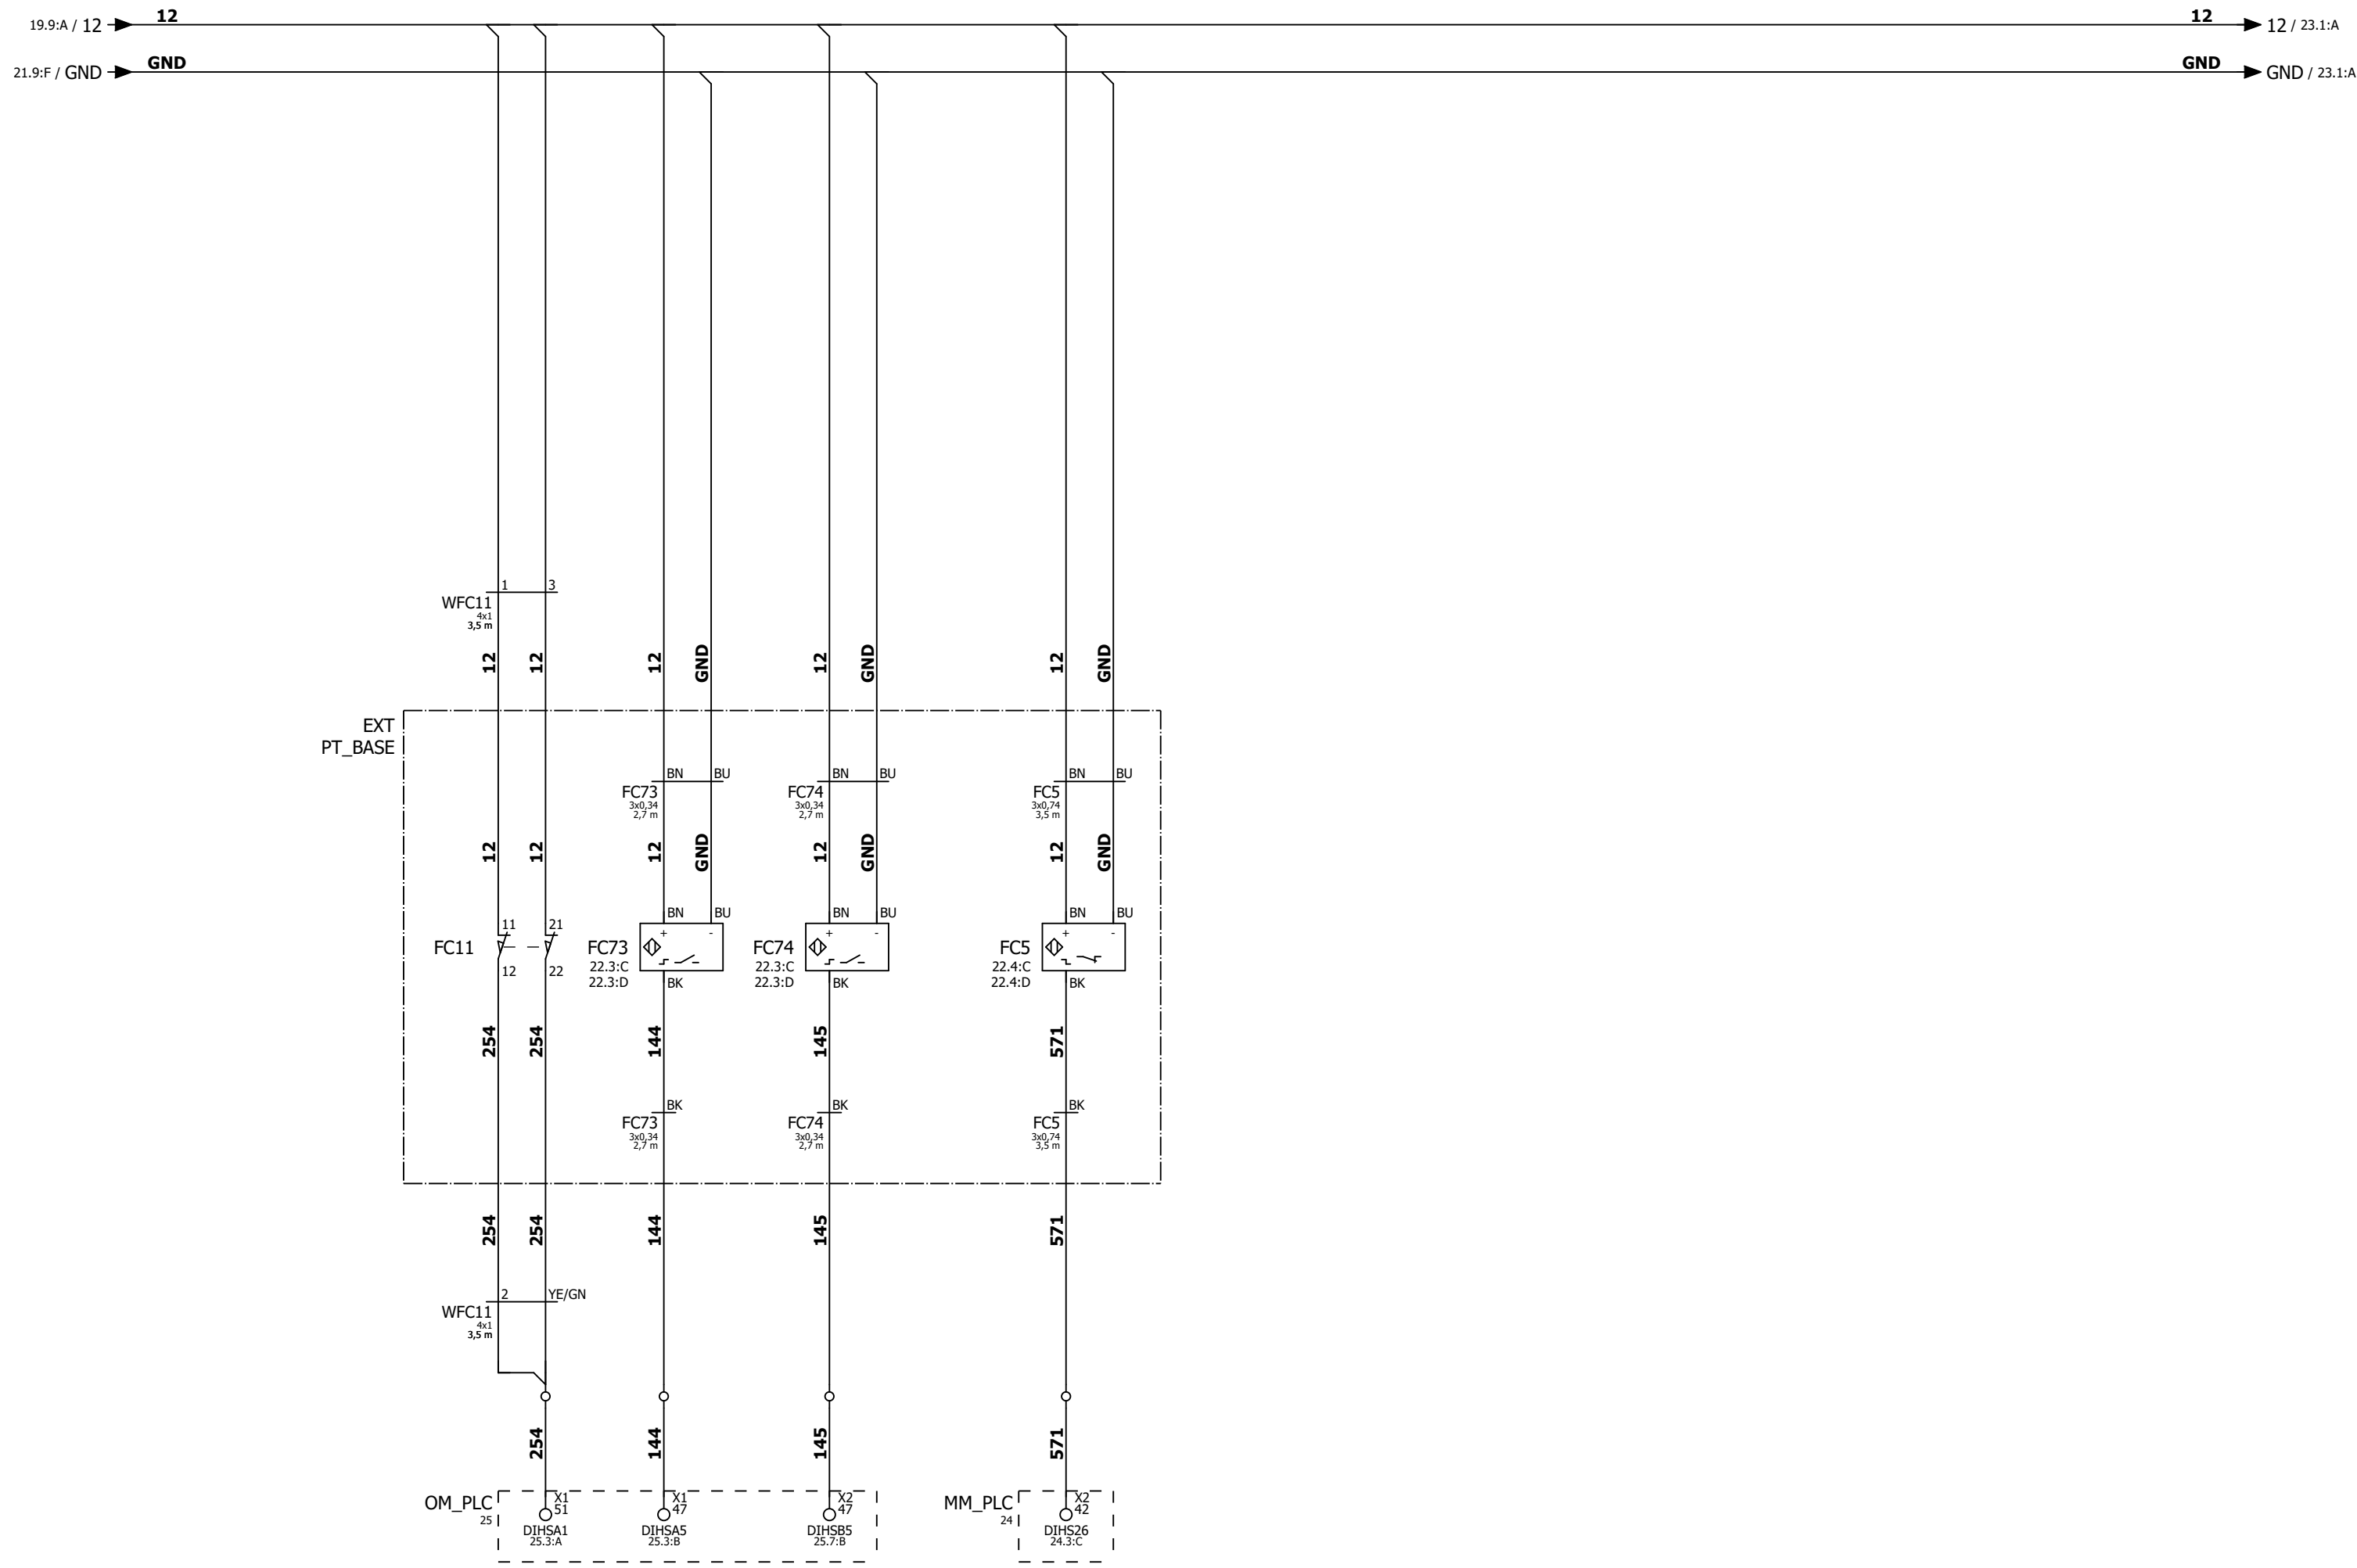 19.9:A / 12 12 12 12 / 23.1:A
21.9:F / GND GND GND GND / 23.1:A
1 3
WFC11
4x1
3,5 m
12 12 12 GND 12 GND 12 GND
EXT
PT_BASE
BN BU BN BU BN BU
FC73 FC74 FC5
3x0,34 3x0,34 3x0,74
2,7 m 2,7 m 3,5 m
12 12 12 GND 12 GND 12 GND
11 21 BN BU BN BU BN BU
+ - + - + -
FC11 FC73 FC74 FC5
22.3:C 22.3:C 22.4:C
12 22 22.3:D BK 22.3:D BK 22.4:D BK
254 254 144 145 571
BK BK BK
FC73 FC74 FC5
3x0,34 3x0,34 3x0,74
2,7 m 2,7 m 3,5 m
254 254 144 145 571
2 YE/GN
WFC11
4x1
3,5 m
254 144 145 571
X1 X1 X2 X2
OM_PLC 51 47 47 MM_PLC 42
25 24
DIHSA1 DIHSA5 DIHSB5 DIHS26
25.3:A 25.3:B 25.7:B 24.3:C